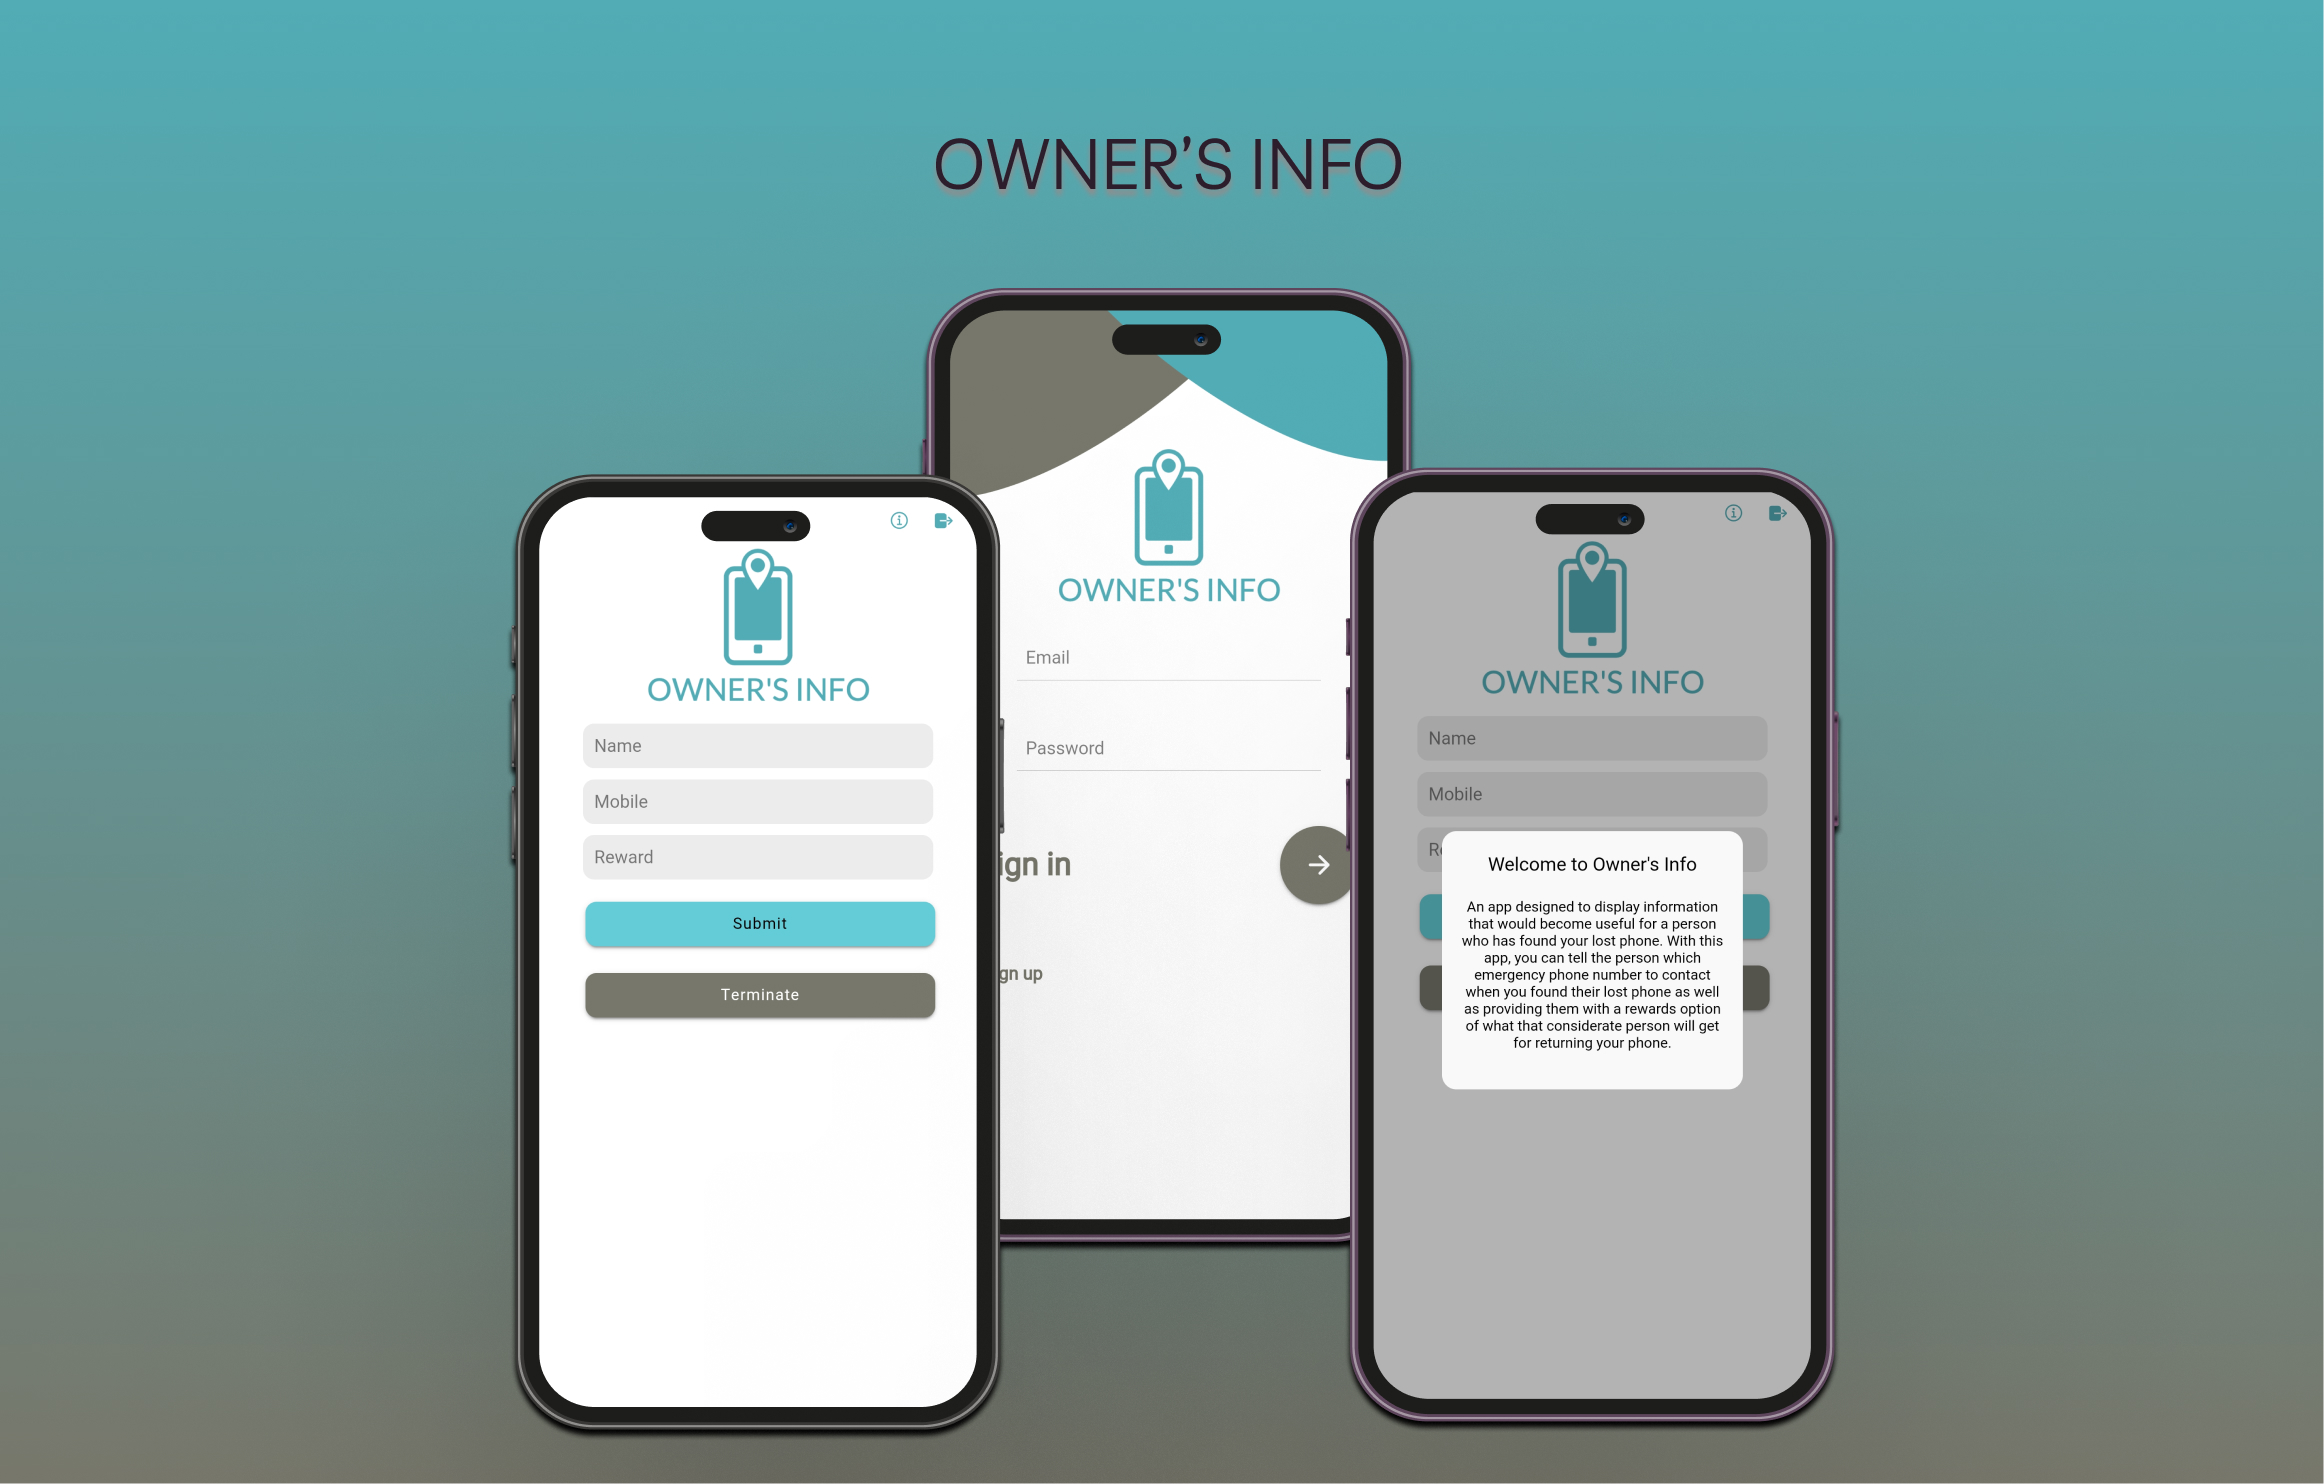 OWNER’S INFO
OWNER'S INFO
Name
Mobile
Reward
Submit
Terminate
OWNER'S INFO
Email
Password
ign in
gn up
OWNER'S INFO
Name
Mobile
Re
Welcome to Owner's Info
An app designed to display information
that would become useful for a person
who has found your lost phone. With this
app, you can tell the person which
emergency phone number to contact
when you found their lost phone as well
as providing them with a rewards option
of what that considerate person will get
for returning your phone.